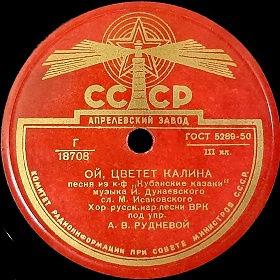 СССР
АПРЕЛЕВСКИЙ ЗАВОД
Г
18708
ГОСТ 5289-50
III кл.
ОЙ, ЦВЕТЕТ КАЛИНА
песня из к-ф „Кубанские казаки"
музыка И. Дунаевского
сл. М. Исаковского
Хор русск.нар.песни ВРК
под упр.
А. В. РУДНЕВОЙ
КОМИТЕТ РАДИОИНФОРМАЦИИ ПРИ СОВЕТЕ МИНИСТРОВ СССР.